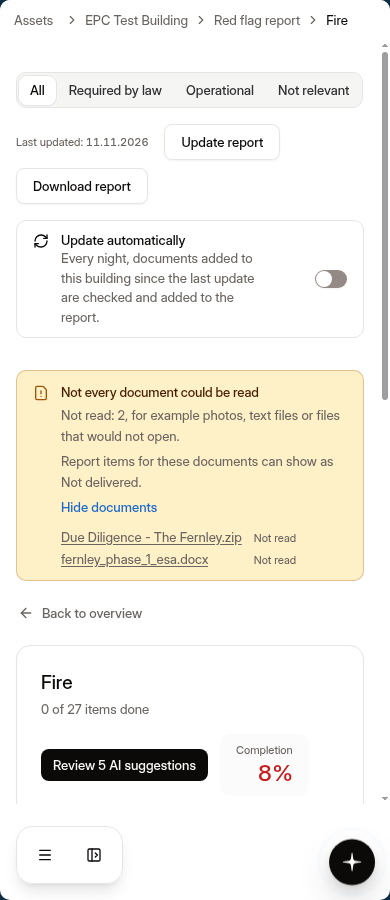 Assets > EPC Test Building > Red flag report > Fire
All Required by law Operational Not relevant
Last updated: 11.11.2026 Update report
Download report
Update automatically
Every night, documents added to
this building since the last update
are checked and added to the
report.
Not every document could be read
Not read: 2, for example photos, text files or files
that would not open.
Report items for these documents can show as
Not delivered.
Hide documents
Due Diligence - The Fernley.zip Not read
fernley_phase_1_esa.docx Not read
Back to overview
Fire
0 of 27 items done
Review 5 AI suggestions
Completion
8%